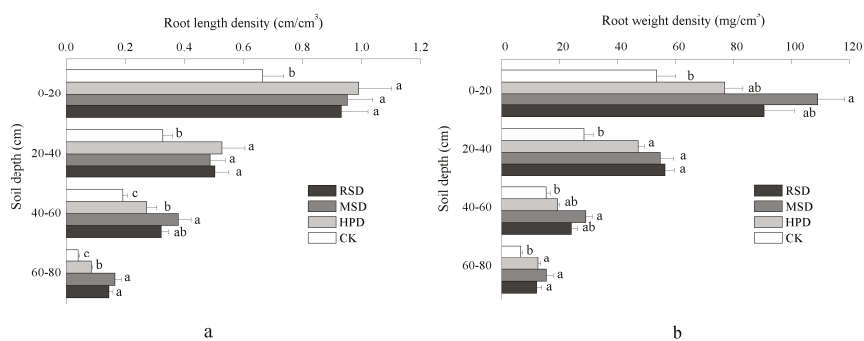 Root length density (cm/cm³)
0.0 0.2 0.4 0.6 0.8 1.0 1.2
Soil depth (cm)
0-20
b
a
a
a
20-40
b
a
a
a
40-60
c
b
a
ab
60-80
c
b
a
a
RSD
MSD
HPD
CK
a
Root weight density (mg/cm³)
0 20 40 60 80 100 120
Soil depth (cm)
0-20
b
ab
a
ab
20-40
b
a
a
a
40-60
b
ab
a
ab
60-80
b
a
a
a
RSD
MSD
HPD
CK
b